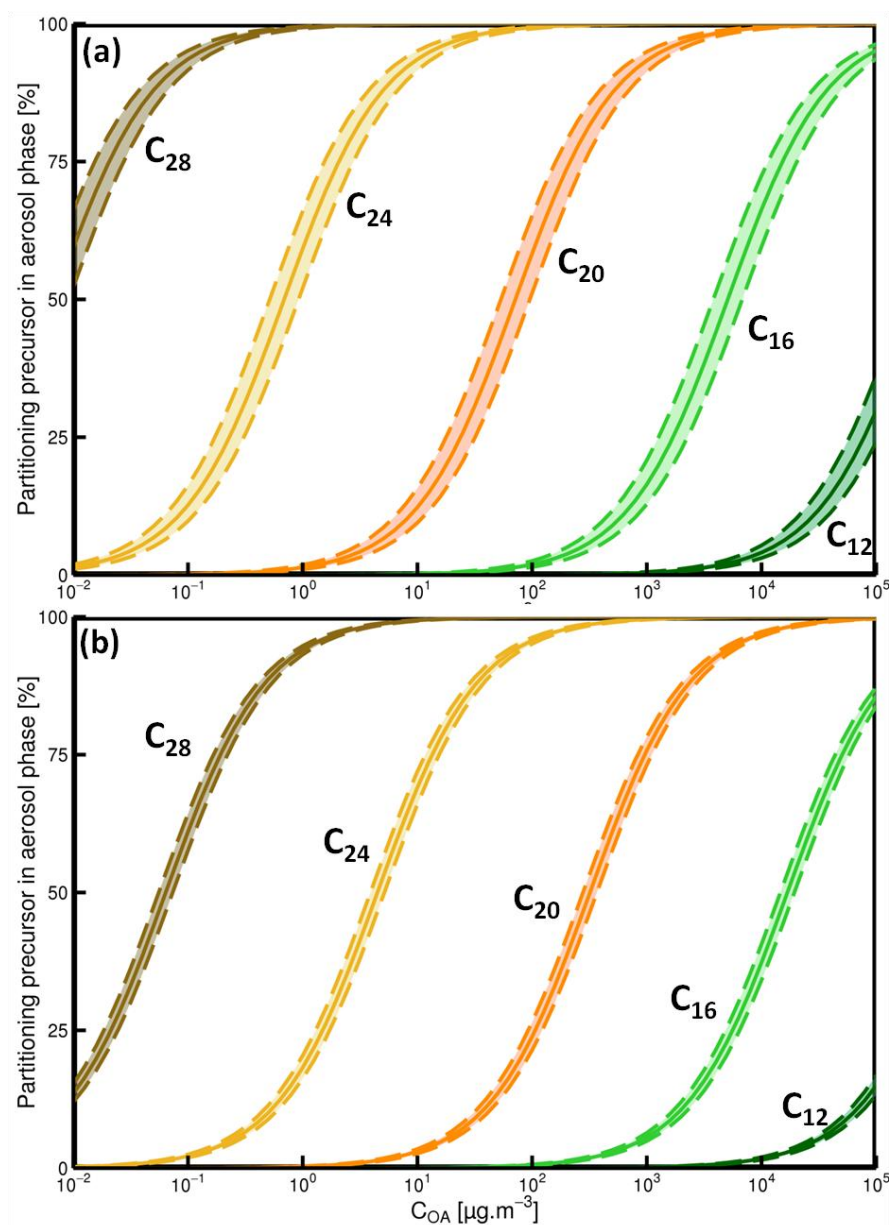 (a)
Partitioning precursor in aerosol phase [%]
100
75
50
25
0
C₂₈
C₂₄
C₂₀
C₁₆
C₁₂
10⁻² 10⁻¹ 10⁰ 10¹ 10² 10³ 10⁴ 10⁵
(b)
Partitioning precursor in aerosol phase [%]
100
75
50
25
0
C₂₈
C₂₄
C₂₀
C₁₆
C₁₂
10⁻² 10⁻¹ 10⁰ 10¹ 10² 10³ 10⁴ 10⁵
C_OA [µg.m⁻³]